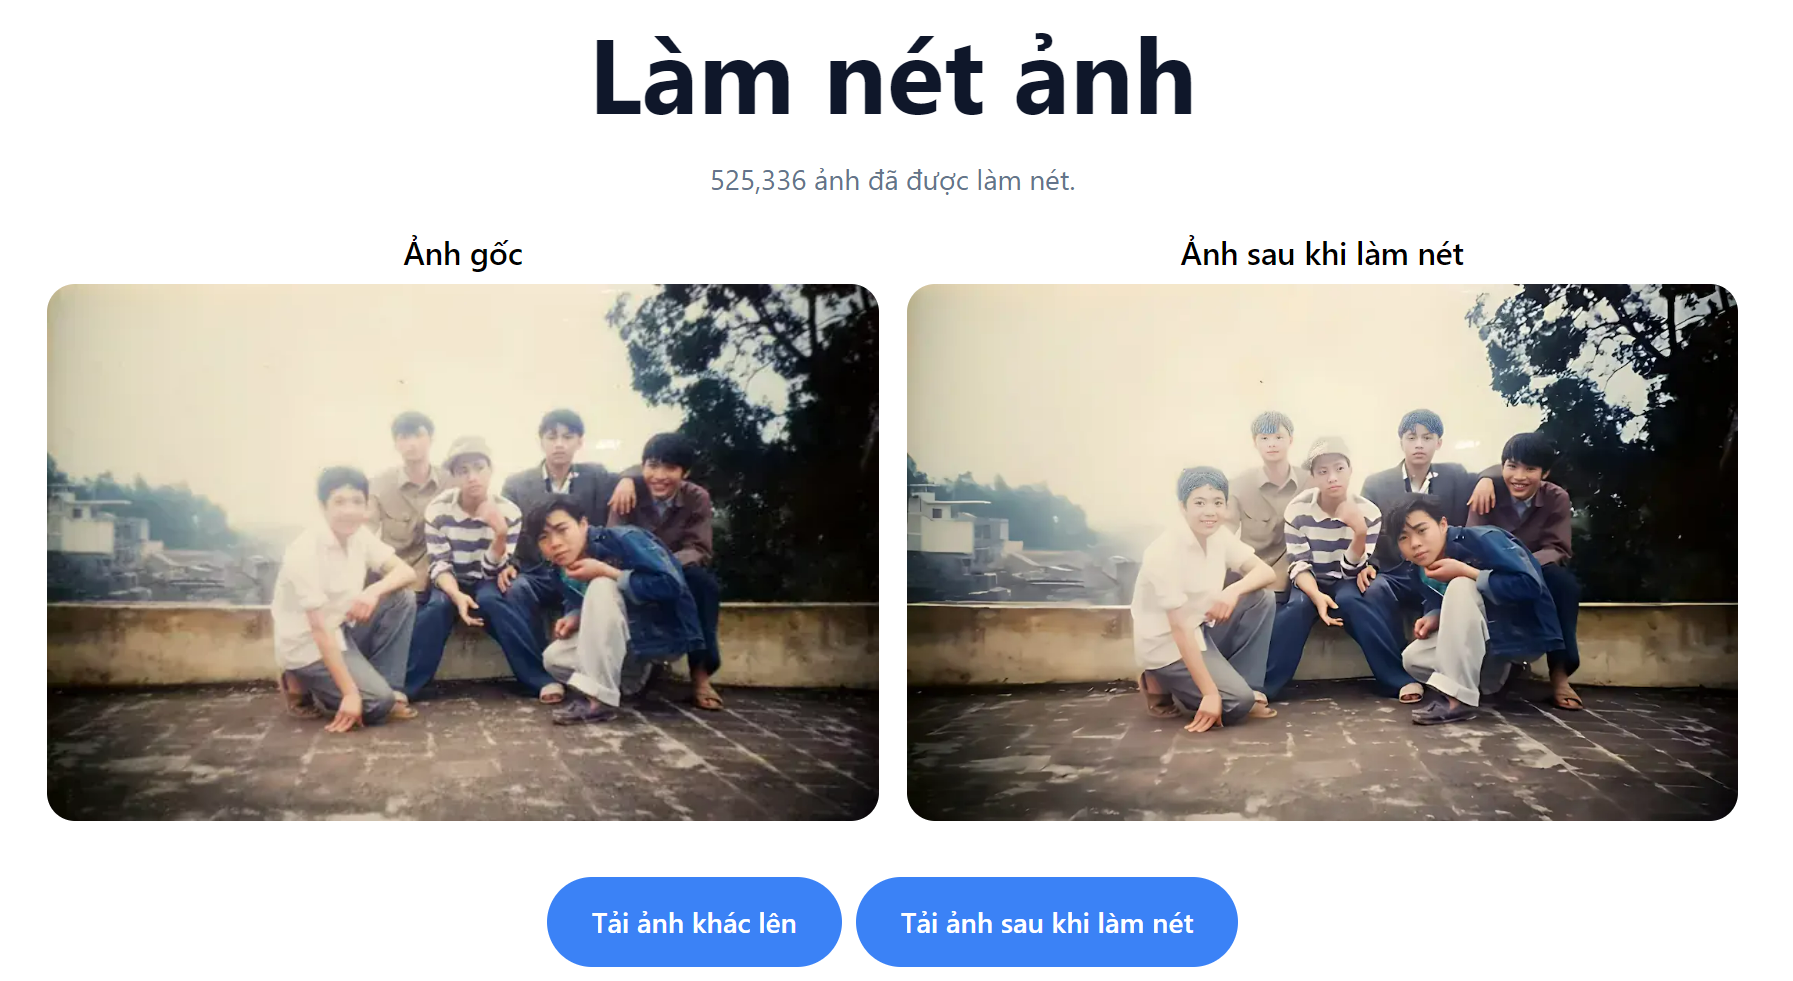 Làm nét ảnh
525,336 ảnh đã được làm nét.
Ảnh gốc
Ảnh sau khi làm nét
Tải ảnh khác lên
Tải ảnh sau khi làm nét